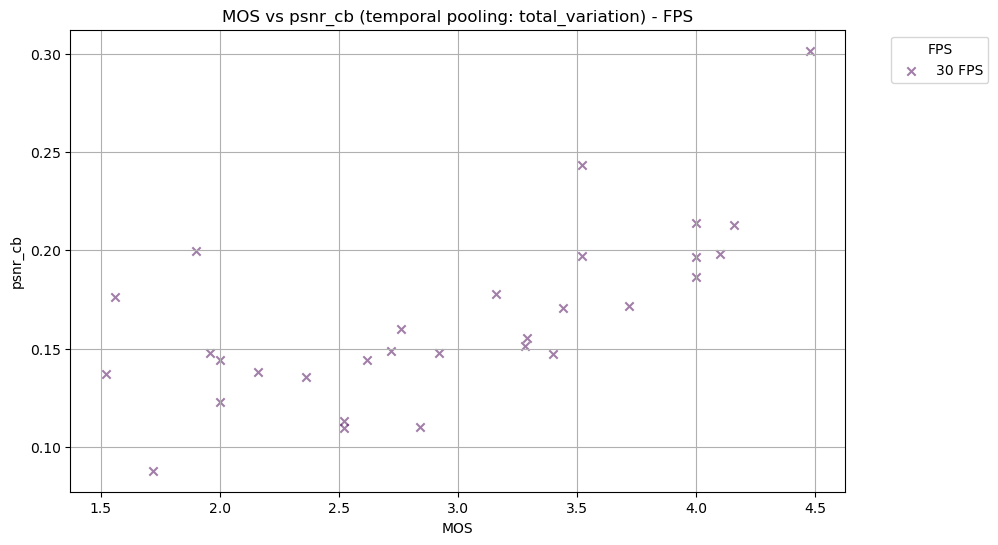 MOS vs psnr_cb (temporal pooling: total_variation) - FPS
FPS
30 FPS
psnr_cb
0.30
0.25
0.20
0.15
0.10
1.5 2.0 2.5 3.0 3.5 4.0 4.5
MOS